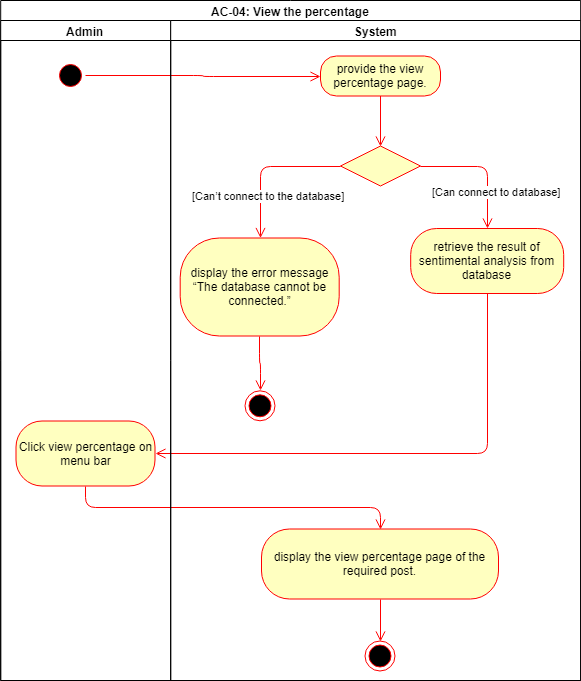 AC-04: View the percentage
Admin
System
provide the view
percentage page.
[Can’t connect to the database]
[Can connect to database]
display the error message
“The database cannot be
connected.”
retrieve the result of
sentimental analysis from
database
Click view percentage on
menu bar
display the view percentage page of the
required post.